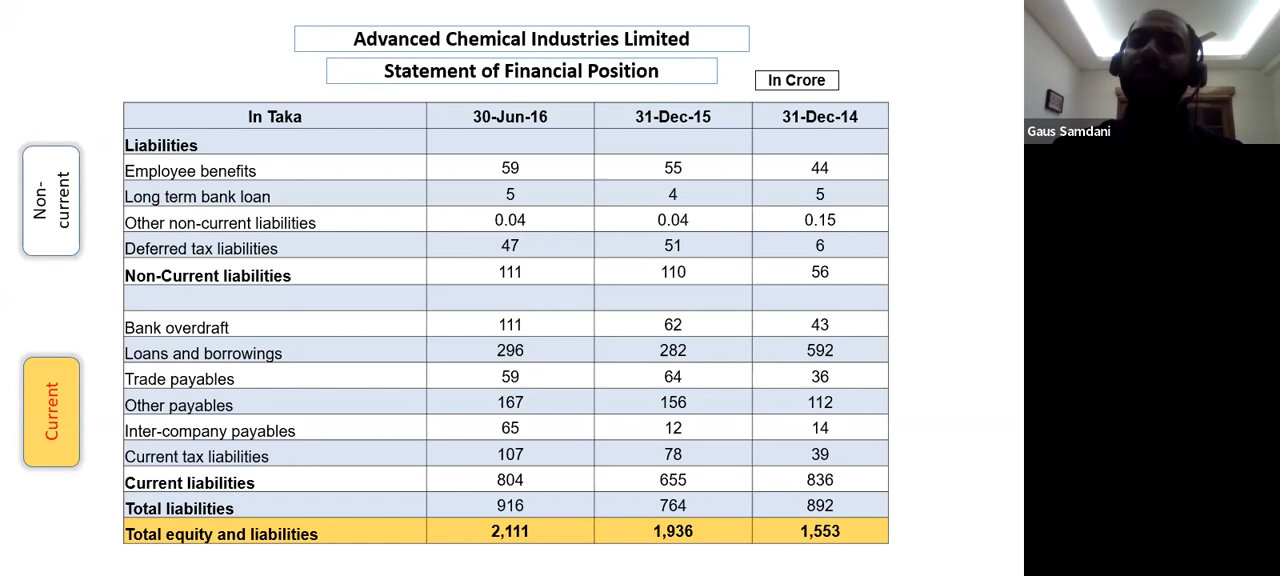 Advanced Chemical Industries Limited
Statement of Financial Position
In Crore
Gaus Samdani
In Taka 30-Jun-16 31-Dec-15 31-Dec-14
Liabilities
Non-
current
Employee benefits 59 55 44
Long term bank loan 5 4 5
Other non-current liabilities 0.04 0.04 0.15
Deferred tax liabilities 47 51 6
Non-Current liabilities 111 110 56
Current
Bank overdraft 111 62 43
Loans and borrowings 296 282 592
Trade payables 59 64 36
Other payables 167 156 112
Inter-company payables 65 12 14
Current tax liabilities 107 78 39
Current liabilities 804 655 836
Total liabilities 916 764 892
Total equity and liabilities 2,111 1,936 1,553